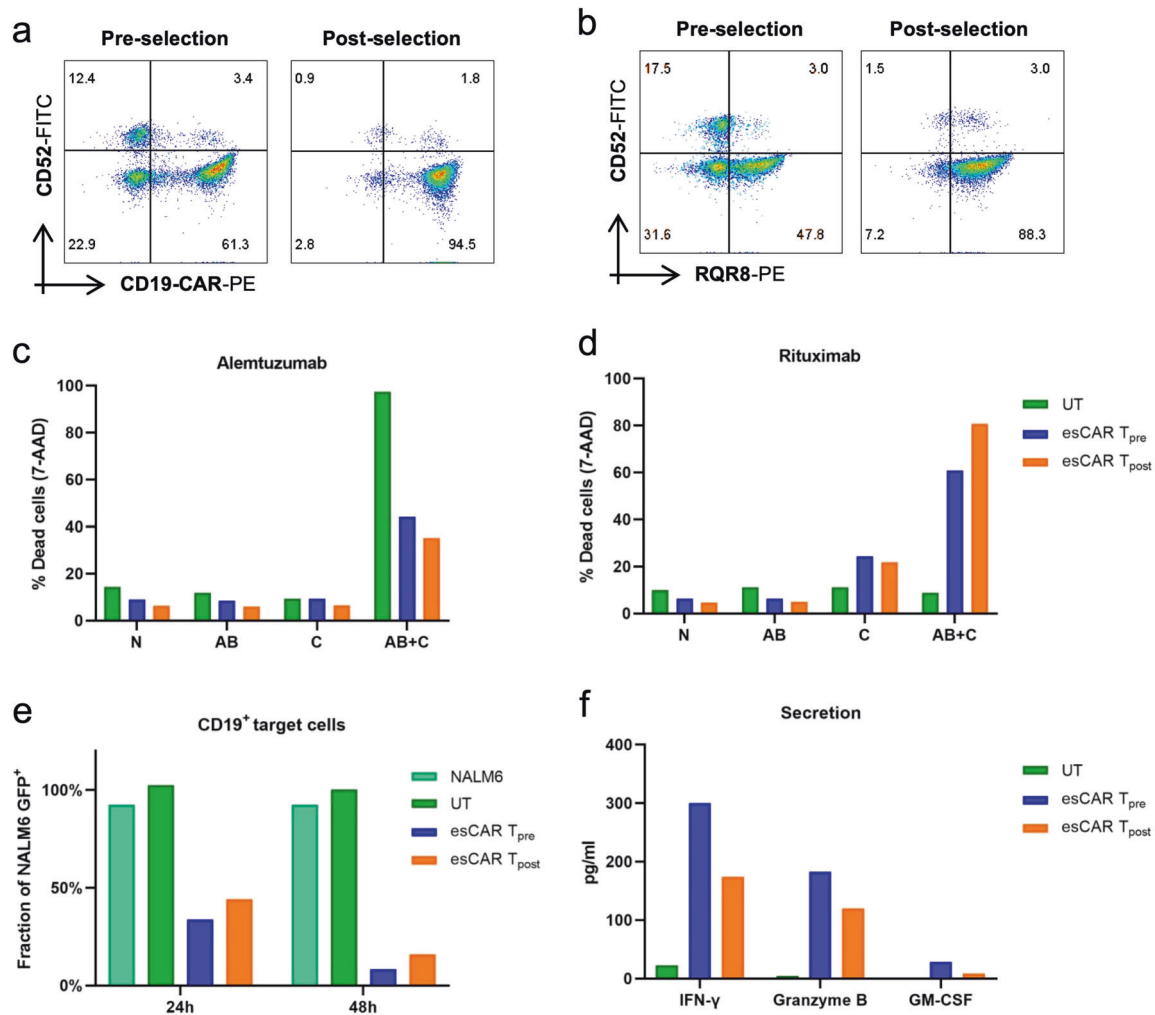 a
Pre-selection
Post-selection
12.4
3.4
22.9
61.3
0.9
1.8
2.8
94.5
CD52-FITC
CD19-CAR-PE
b
Pre-selection
Post-selection
17.5
3.0
31.6
47.8
1.5
3.0
7.2
88.3
CD52-FITC
RQR8-PE
c
Alemtuzumab
% Dead cells (7-AAD)
100
80
60
40
20
0
N
AB
C
AB+C
d
Rituximab
% Dead cells (7-AAD)
100
80
60
40
20
0
N
AB
C
AB+C
UT
esCAR Tpre
esCAR Tpost
e
CD19+ target cells
Fraction of NALM6 GFP+
100%
50%
0%
24h
48h
NALM6
UT
esCAR Tpre
esCAR Tpost
f
Secretion
pg/ml
400
300
200
100
0
IFN-γ
Granzyme B
GM-CSF
UT
esCAR Tpre
esCAR Tpost